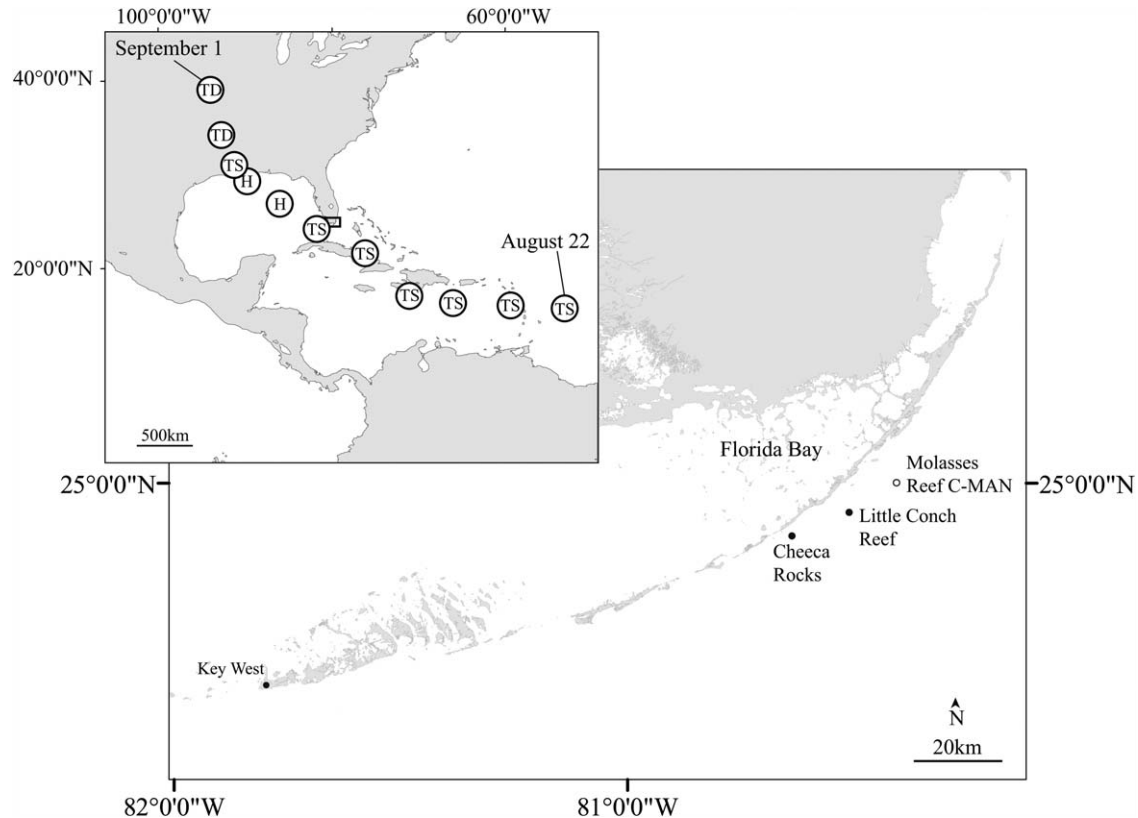 100°0'0"W
60°0'0"W
September 1
40°0'0"N
TD
TD
TS
H
H
TS
TS
August 22
20°0'0"N
TS
TS
TS
TS
500km
Florida Bay
Molasses
Reef C-MAN
25°0'0"N
25°0'0"N
Little Conch
Reef
Cheeca
Rocks
Key West
N
20km
82°0'0"W
81°0'0"W